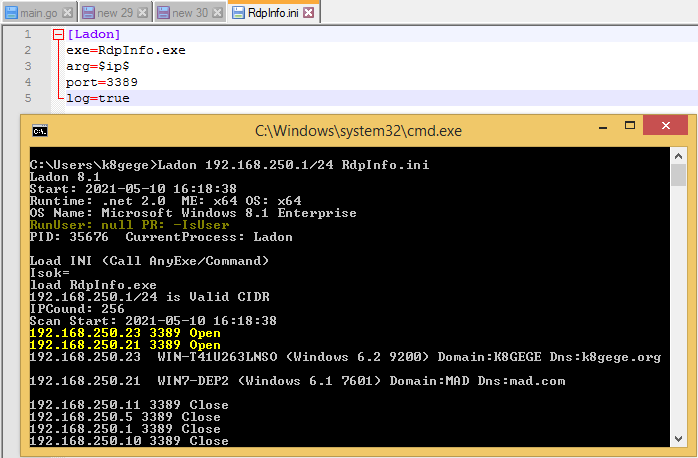 main.go new 29 new 30 RdpInfo.ini
1 [Ladon]
2 exe=RdpInfo.exe
3 arg=$ip$
4 port=3389
5 log=true
C:\Windows\system32\cmd.exe
C:\Users\k8gege>Ladon 192.168.250.1/24 RdpInfo.ini
Ladon 8.1
Start: 2021-05-10 16:18:38
Runtime: .net 2.0  ME: x64 OS: x64
OS Name: Microsoft Windows 8.1 Enterprise
RunUser: null PR: -IsUser
PID: 35676  CurrentProcess: Ladon
Load INI (Call AnyExe/Command)
Isok=
load RdpInfo.exe
192.168.250.1/24 is Valid CIDR
IPCound: 256
Scan Start: 2021-05-10 16:18:38
192.168.250.23 3389 Open
192.168.250.21 3389 Open
192.168.250.23  WIN-T41U263LNSO (Windows 6.2 9200) Domain:K8GEGE Dns:k8gege.org
192.168.250.21  WIN7-DEP2 (Windows 6.1 7601) Domain:MAD Dns:mad.com
192.168.250.11 3389 Close
192.168.250.5 3389 Close
192.168.250.1 3389 Close
192.168.250.10 3389 Close